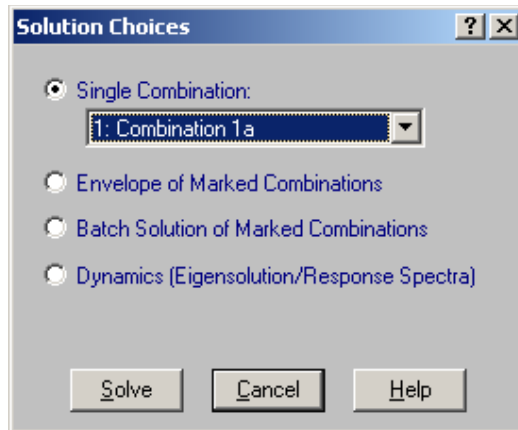 Solution Choices
Single Combination:
1: Combination 1a
Envelope of Marked Combinations
Batch Solution of Marked Combinations
Dynamics (Eigensolution/Response Spectra)
Solve Cancel Help